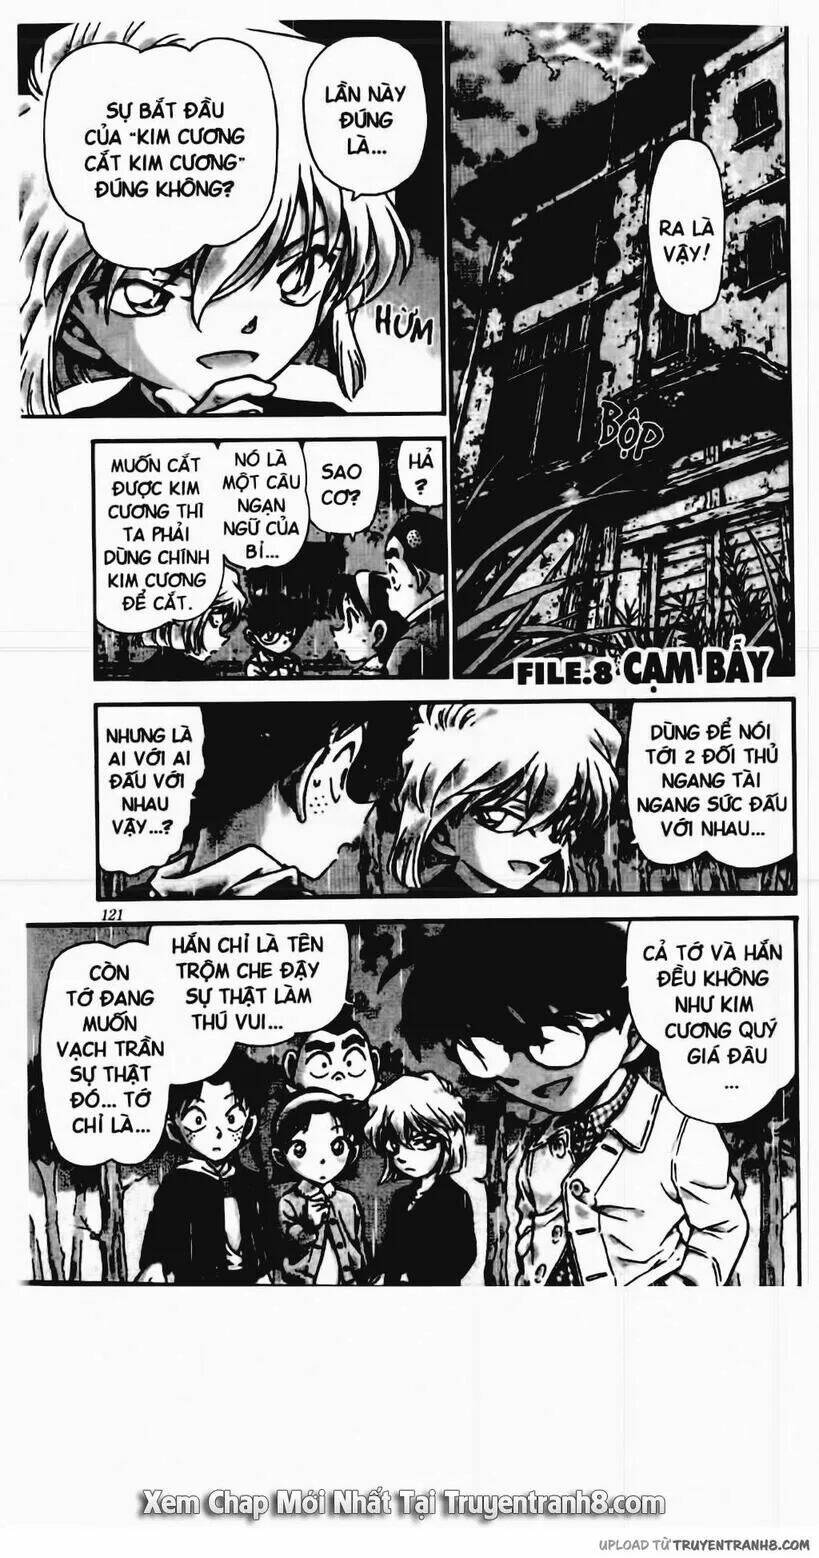 RA LÀ
VẬY!
BỘP
FILE.8 CẠM BẪY
LẦN NÀY
ĐÚNG
LÀ...
SỰ BẮT ĐẦU
CỦA "KIM CƯƠNG
CẮT KIM CƯƠNG"
ĐÚNG KHÔNG?
HỪM
HẢ
?
SAO
CƠ?
NÓ LÀ
MỘT CÂU
NGẠN
NGỮ CỦA
BỈ...
MUỐN CẮT
ĐƯỢC KIM
CƯƠNG THÌ
TA PHẢI
DÙNG CHÍNH
KIM CƯƠNG
ĐỂ CẮT.
DÙNG ĐỂ NÓI
TỚI 2 ĐỐI THỦ
NGANG TÀI
NGANG SỨC ĐẤU
VỚI NHAU...
NHƯNG LÀ
AI VỚI AI
ĐẤU VỚI
NHAU
VẬY...?
121
CẢ TỚ VÀ HẮN
ĐỀU KHÔNG
NHƯ KIM
CƯƠNG QUÝ
GIÁ ĐÂU
...
HẮN CHỈ LÀ TÊN
TRỘM CHE ĐẬY
SỰ THẬT LÀM
THÚ VUI...
CÒN
TỚ ĐANG
MUỐN
VẠCH TRẦN
SỰ THẬT
ĐÓ... TỚ
CHỈ LÀ...
Xem Chap Mới Nhất Tại Truyentranh8.com
UPLOAD TỪ TRUYENTRANH8.COM